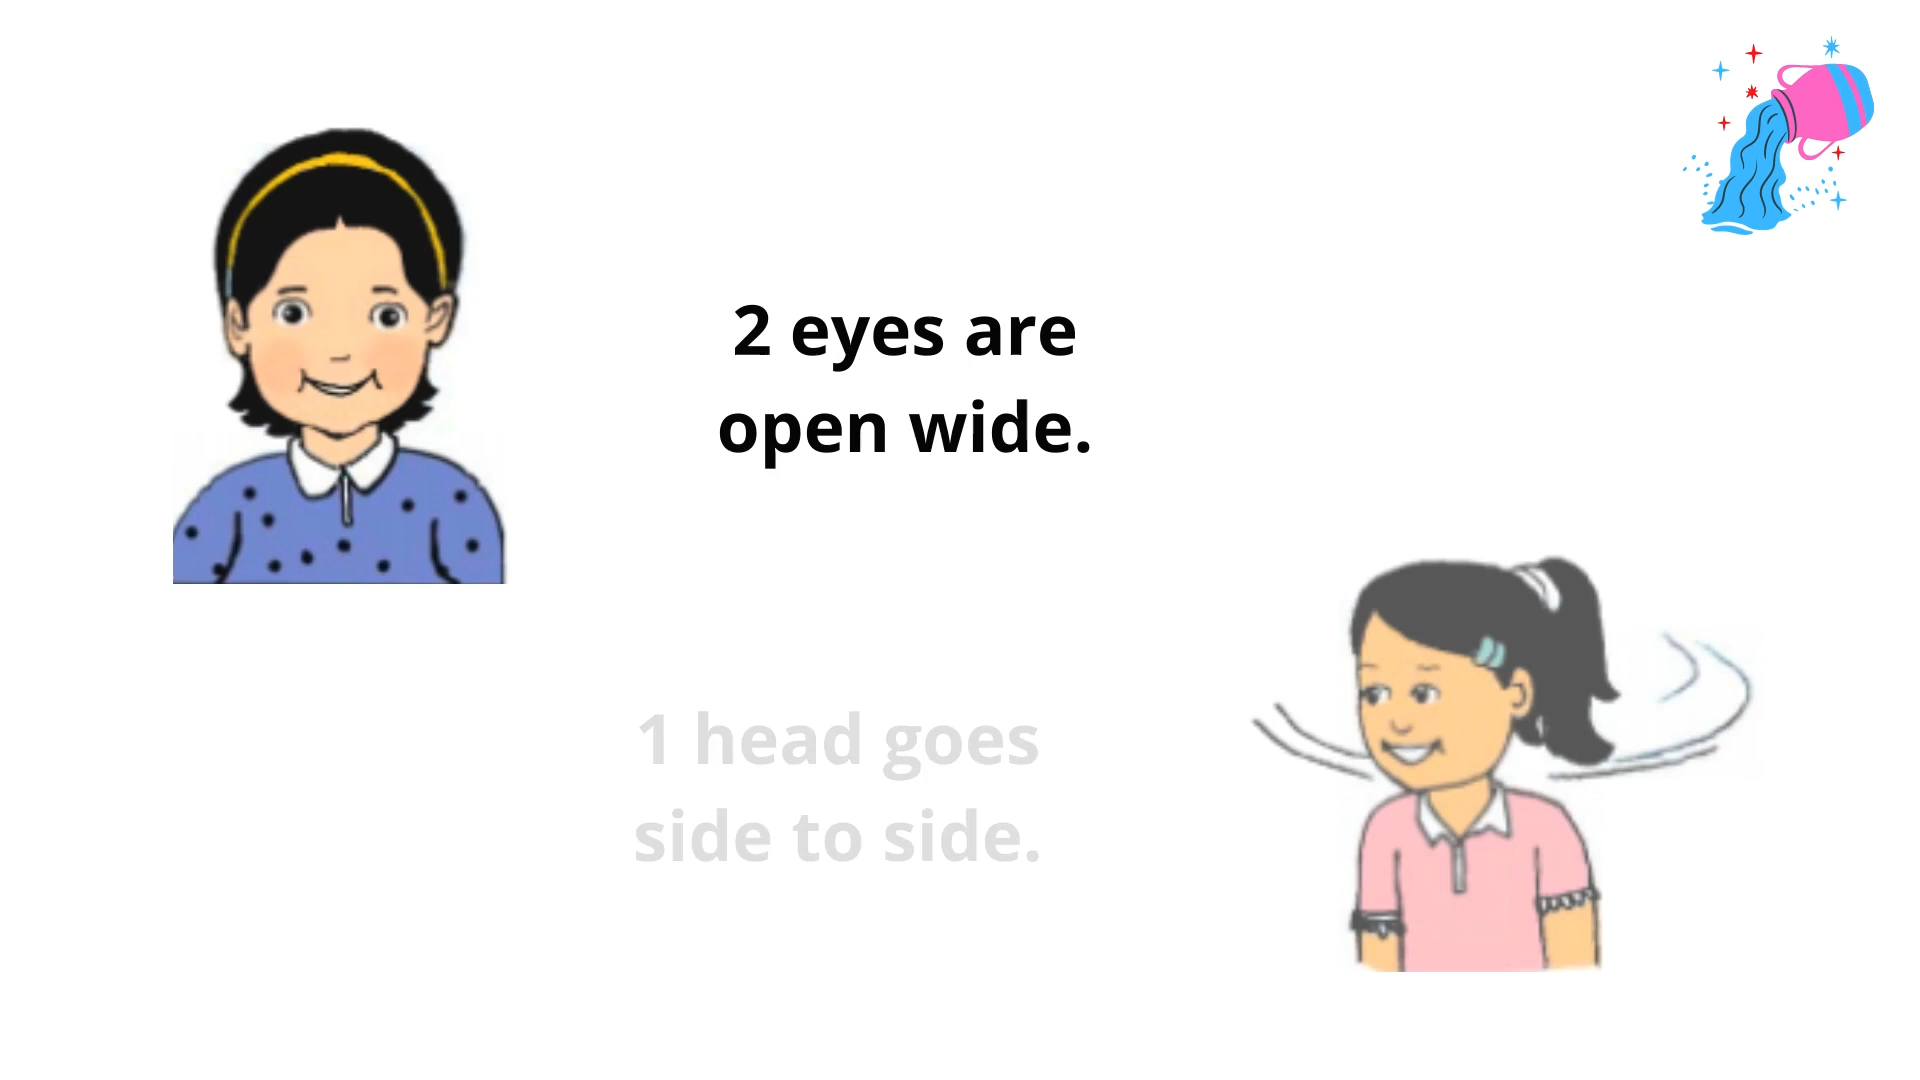 2 eyes are
open wide.
1 head goes
side to side.